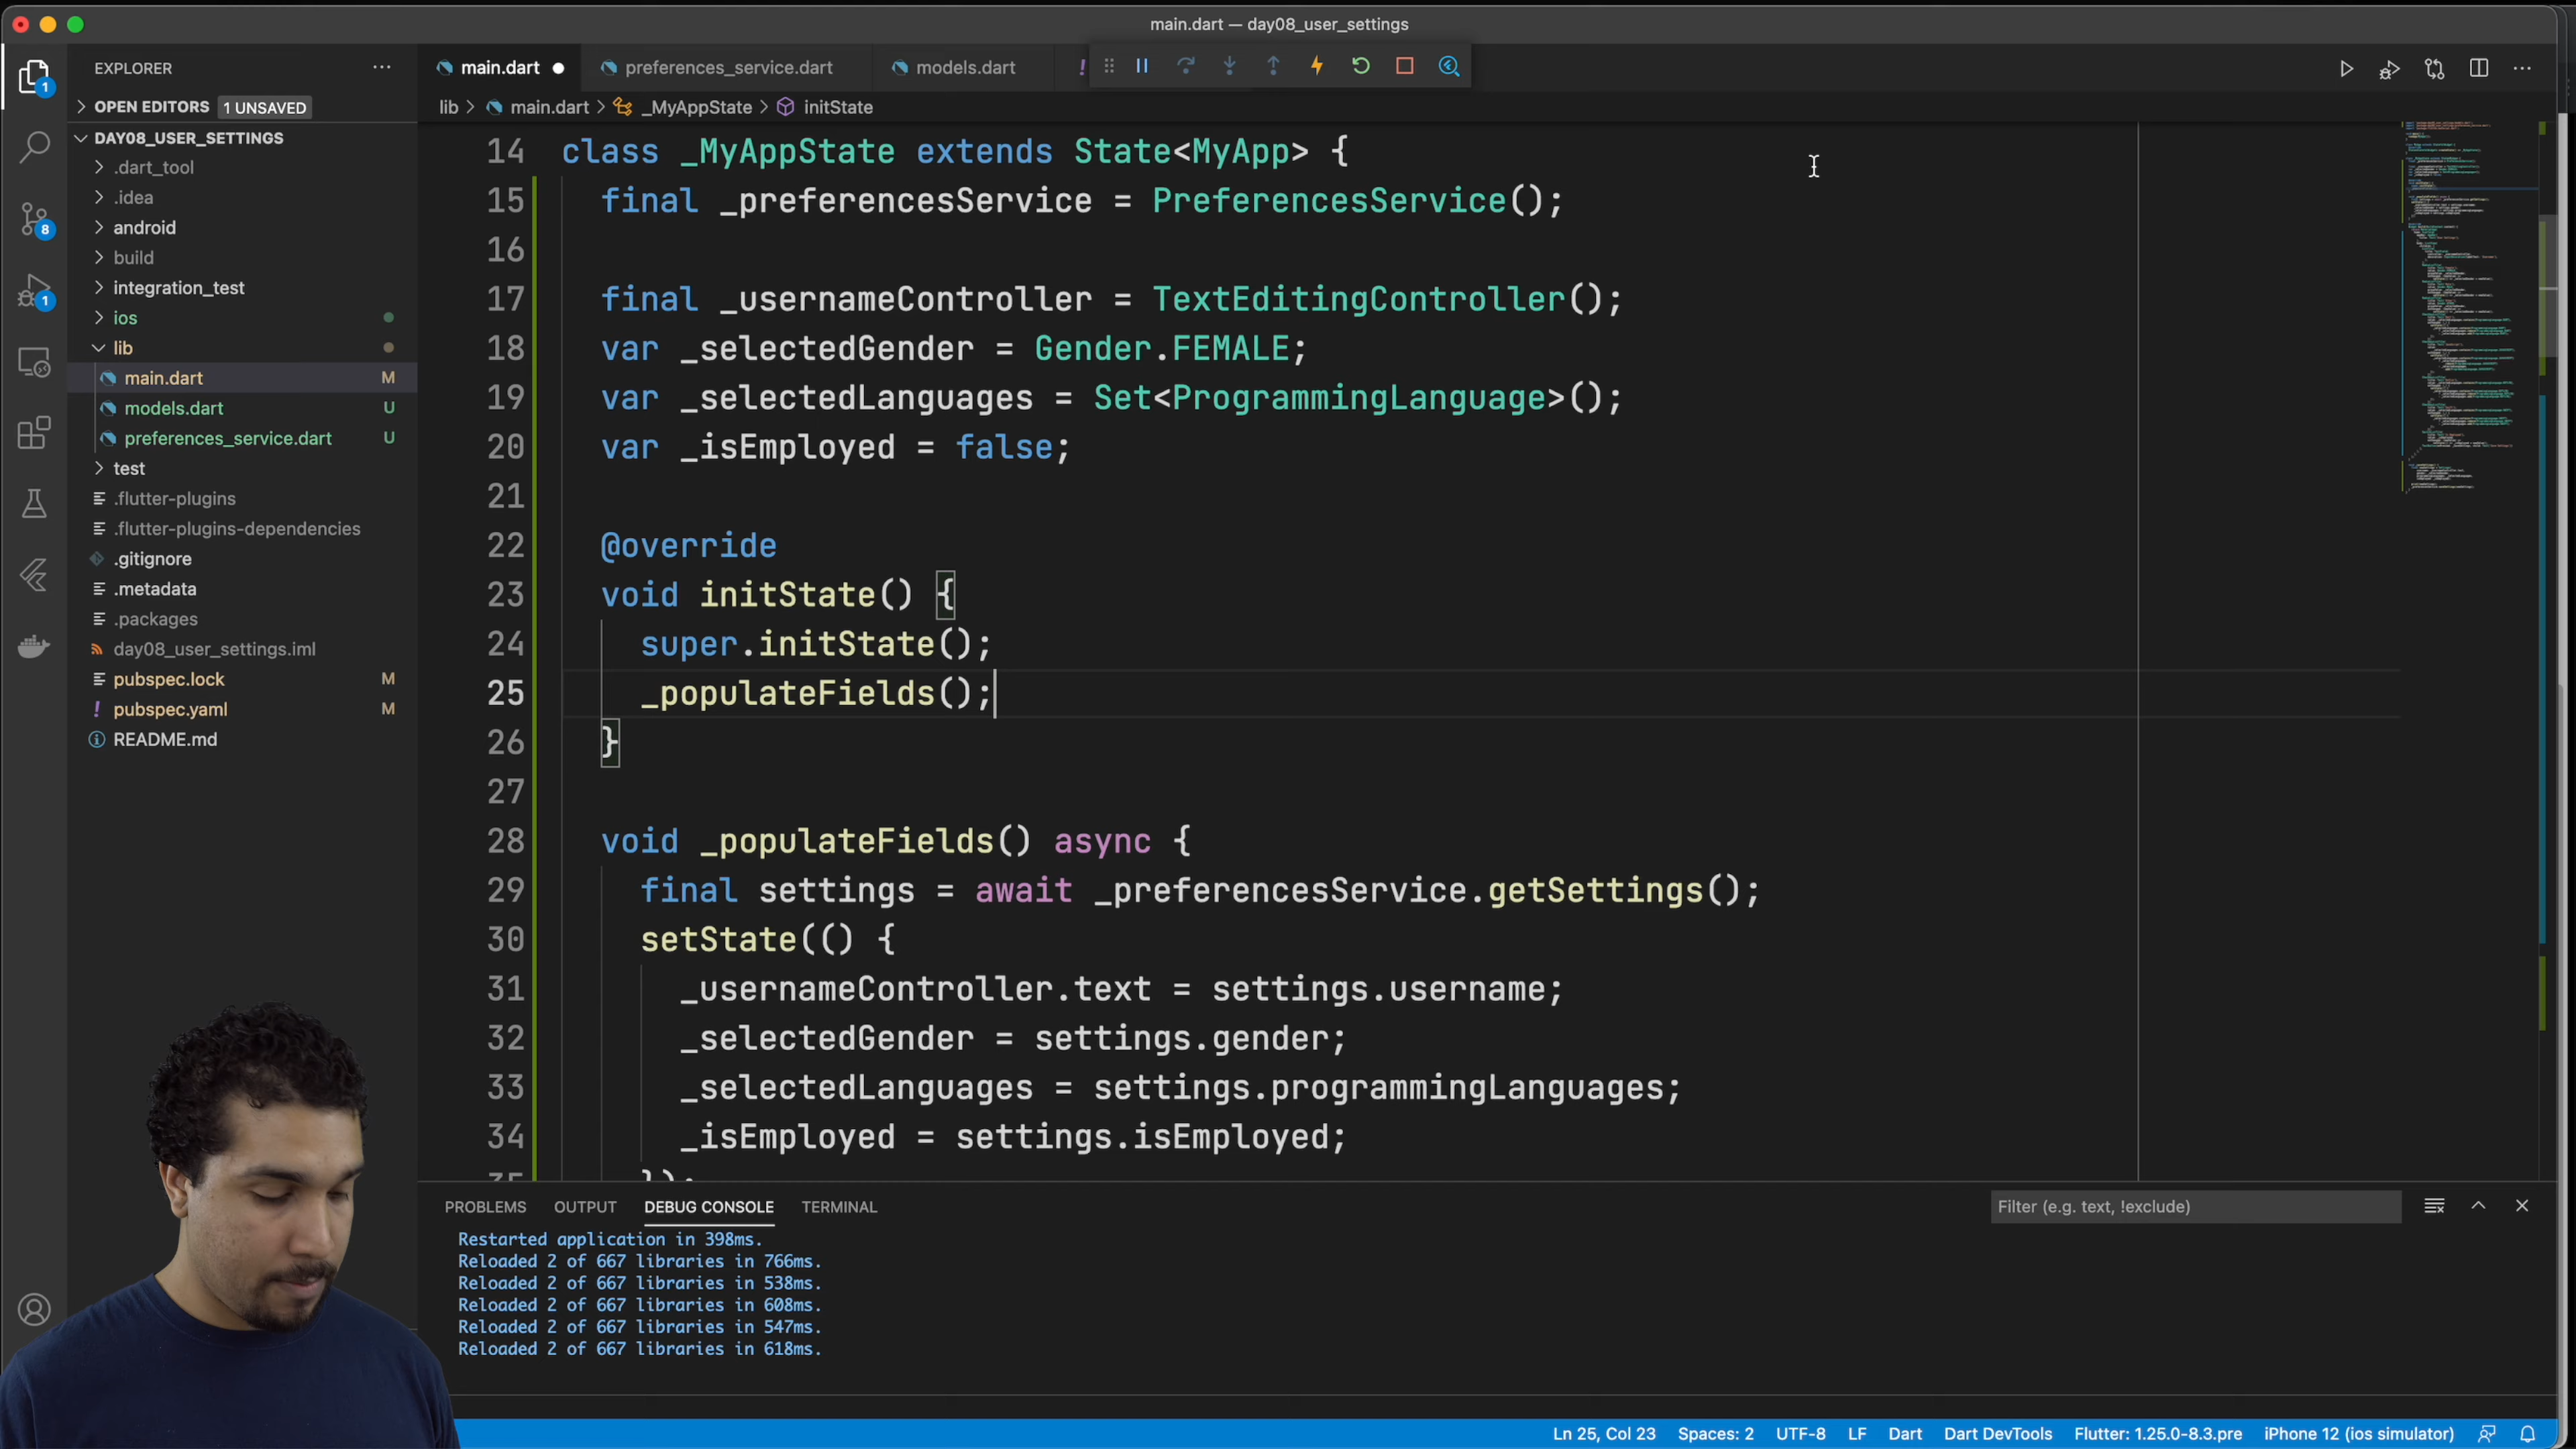 main.dart — day08_user_settings
EXPLORER
main.dart
preferences_service.dart
models.dart
!
OPEN EDITORS 1 UNSAVED
lib > main.dart > _MyAppState > initState
DAY08_USER_SETTINGS
.dart_tool
.idea
android
build
integration_test
ios
lib
main.dart M
models.dart U
preferences_service.dart U
test
.flutter-plugins
.flutter-plugins-dependencies
.gitignore
.metadata
.packages
day08_user_settings.iml
pubspec.lock M
! pubspec.yaml M
README.md
1
8
1
14 class _MyAppState extends State<MyApp> {
15 final _preferencesService = PreferencesService();
16
17 final _usernameController = TextEditingController();
18 var _selectedGender = Gender.FEMALE;
19 var _selectedLanguages = Set<ProgrammingLanguage>();
20 var _isEmployed = false;
21
22 @override
23 void initState() {
24 super.initState();
25 _populateFields();
26 }
27
28 void _populateFields() async {
29 final settings = await _preferencesService.getSettings();
30 setState(() {
31 _usernameController.text = settings.username;
32 _selectedGender = settings.gender;
33 _selectedLanguages = settings.programmingLanguages;
34 _isEmployed = settings.isEmployed;
35 });
PROBLEMS OUTPUT DEBUG CONSOLE TERMINAL
Filter (e.g. text, !exclude)
Restarted application in 398ms.
Reloaded 2 of 667 libraries in 766ms.
Reloaded 2 of 667 libraries in 538ms.
Reloaded 2 of 667 libraries in 608ms.
Reloaded 2 of 667 libraries in 547ms.
Reloaded 2 of 667 libraries in 618ms.
Ln 25, Col 23 Spaces: 2 UTF-8 LF Dart Dart DevTools Flutter: 1.25.0-8.3.pre iPhone 12 (ios simulator)